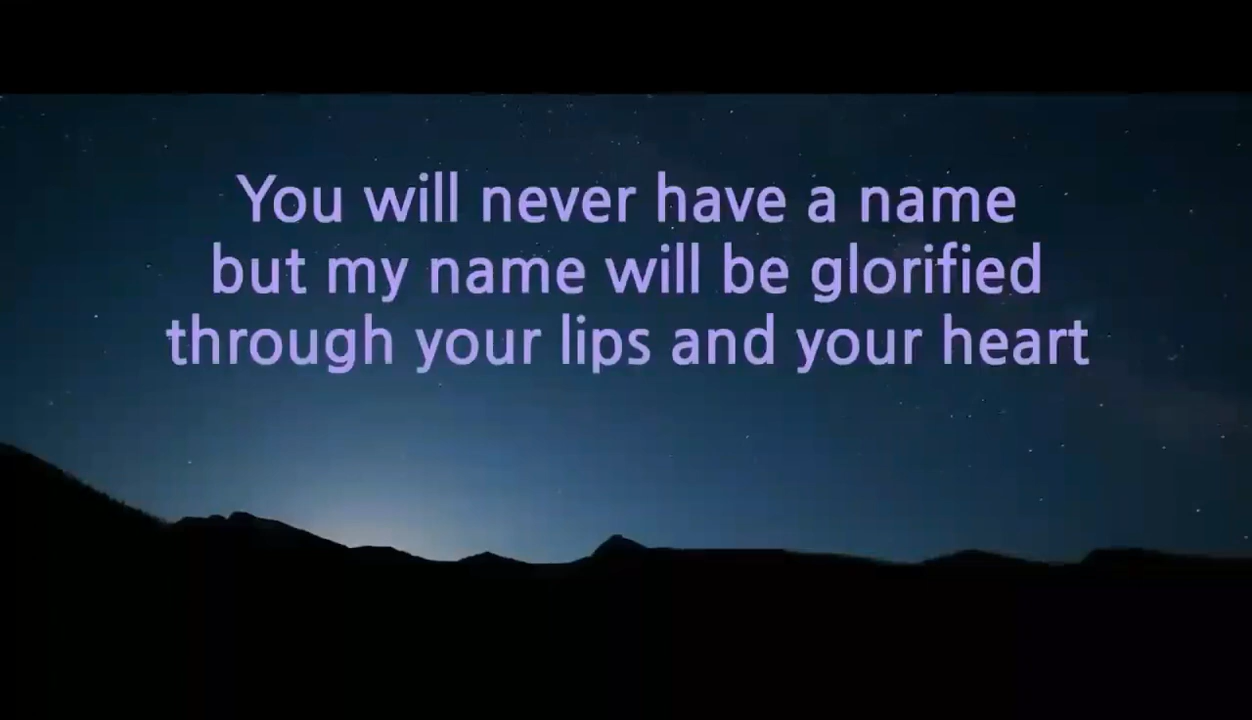 You will never have a name
but my name will be glorified
through your lips and your heart